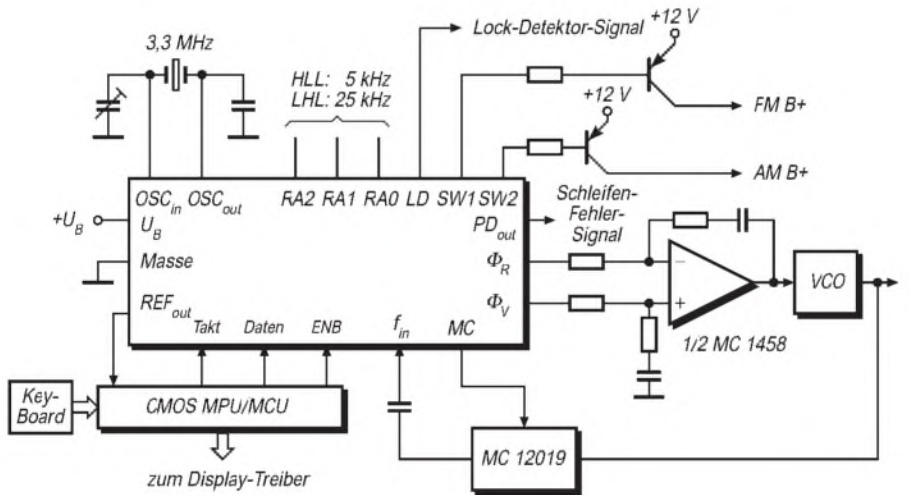 +12 V
Lock-Detektor-Signal
3,3 MHz
HLL: 5 kHz
LHL: 25 kHz
+12 V
FM B+
AM B+
OSCin OSCout RA2 RA1 RA0 LD SW1 SW2
+UB
UB
PDout
Schleifen-
Fehler-
Signal
Masse
ΦR
−
VCO
REFout
ΦV
+
Takt Daten ENB fin MC
1/2 MC 1458
Key-
Board
CMOS MPU/MCU
MC 12019
zum Display-Treiber